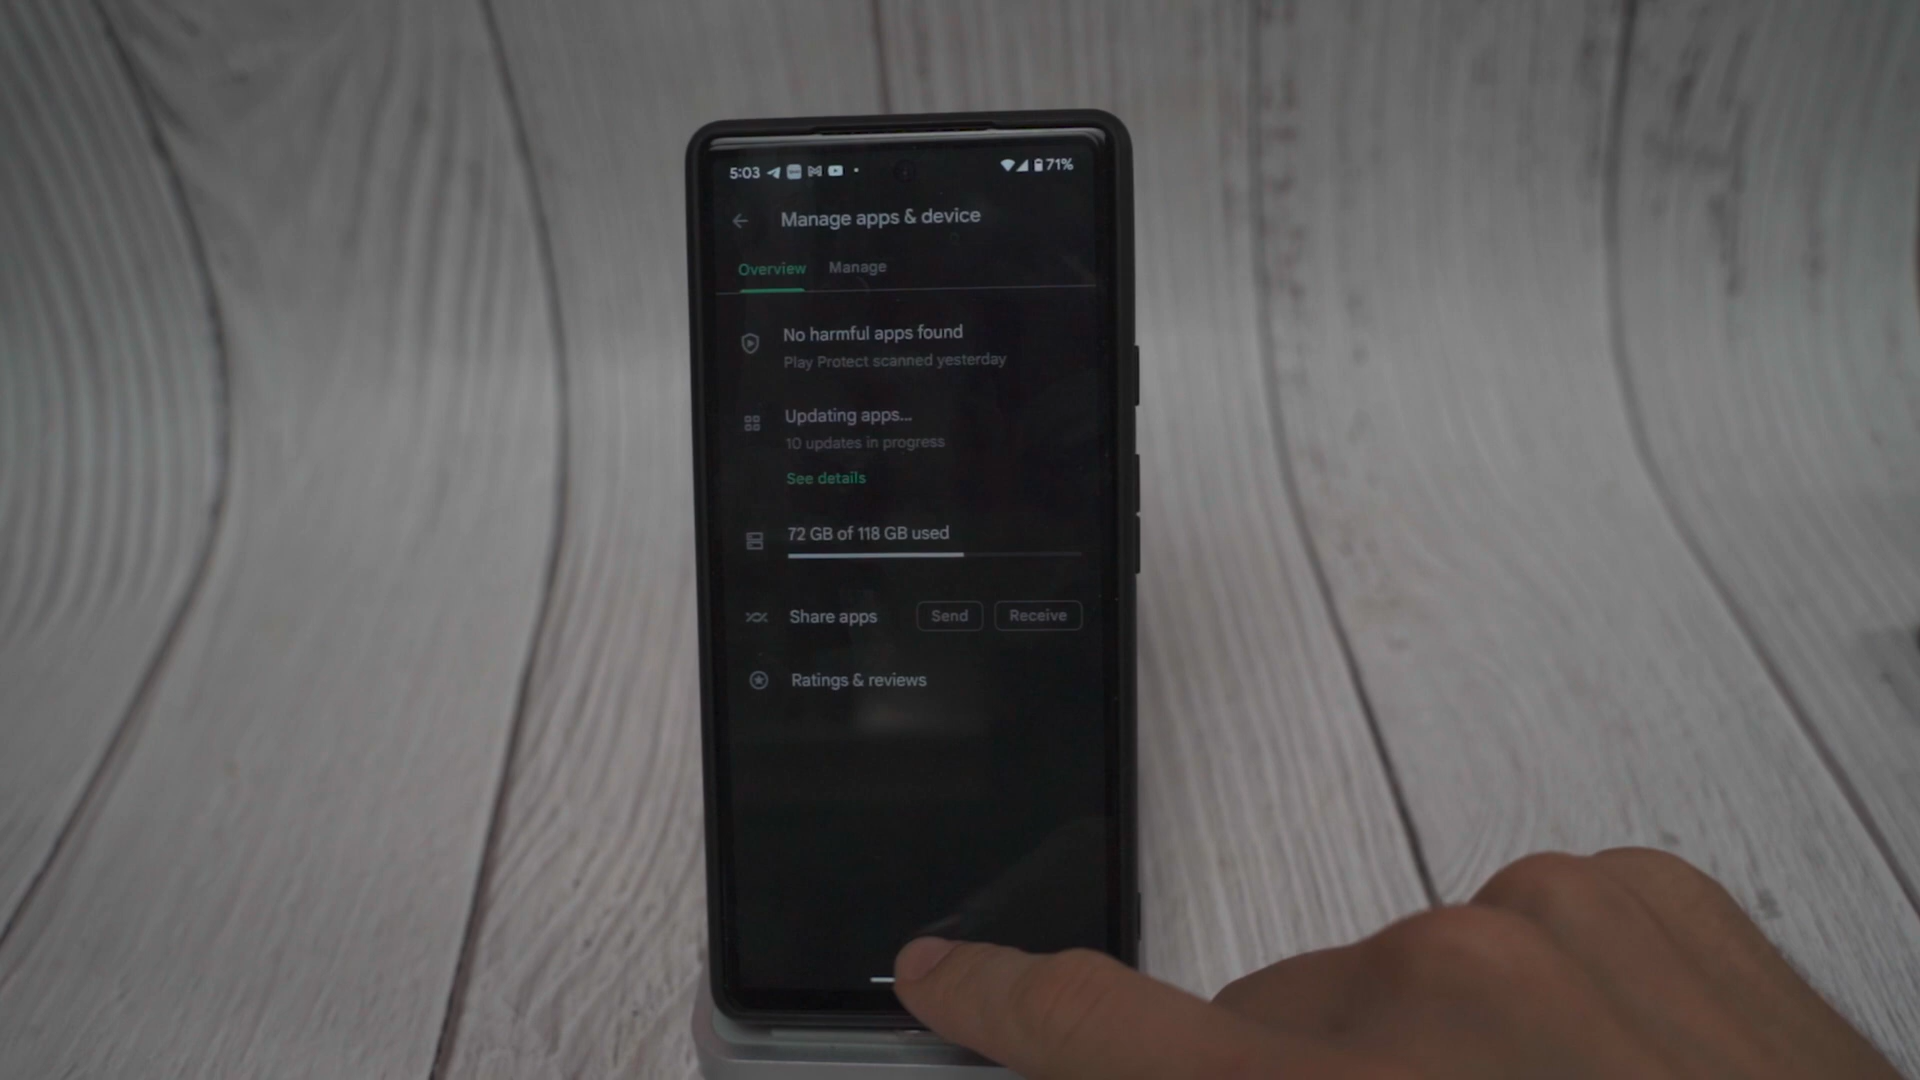 5:03
71%
Manage apps & device
Overview Manage
No harmful apps found
Play Protect scanned yesterday
Updating apps...
10 updates in progress
See details
72 GB of 118 GB used
Share apps Send Receive
Ratings & reviews